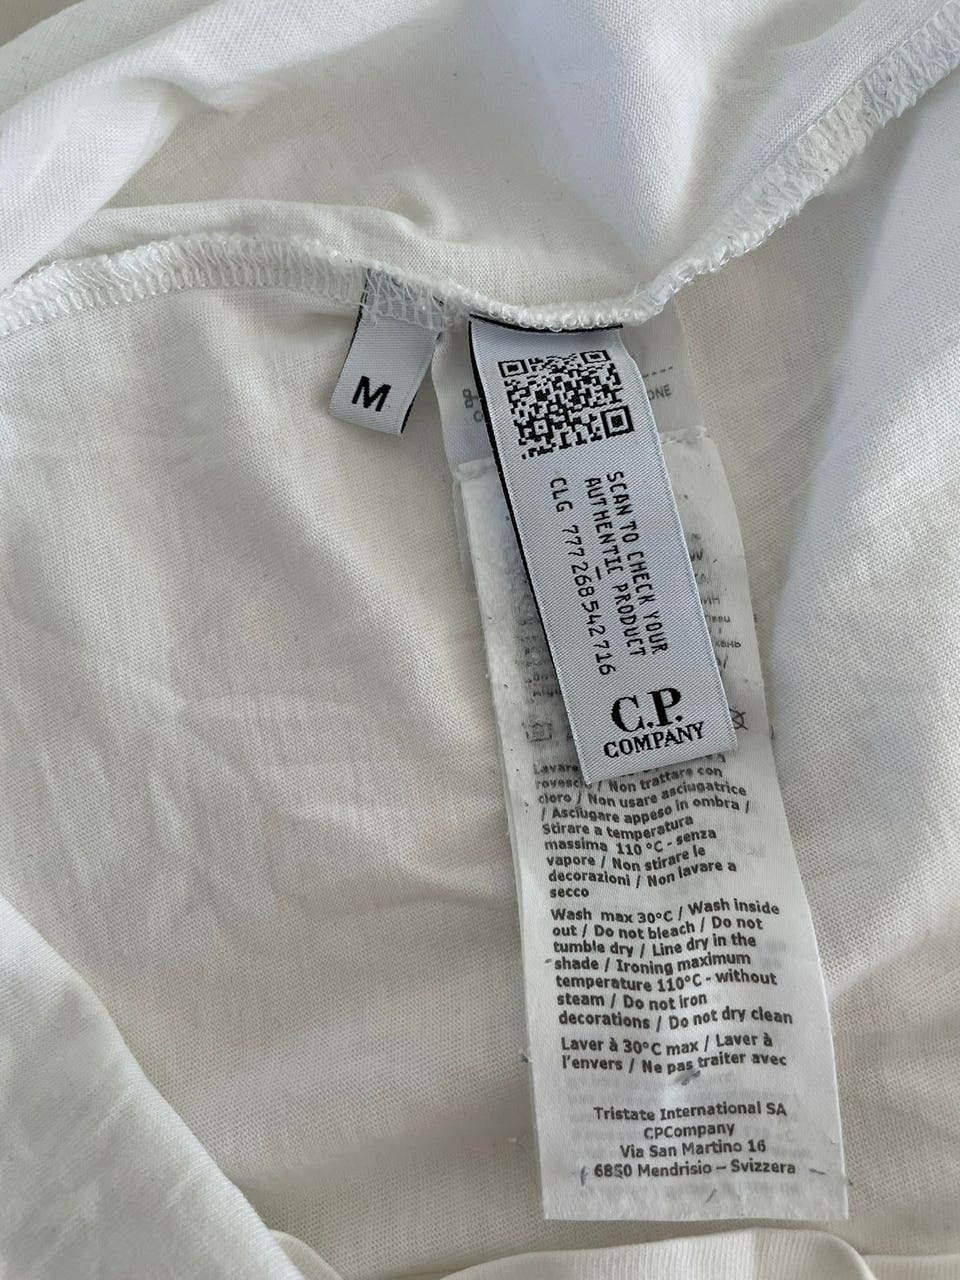 M
ONE
SCAN TO CHECK YOUR
AUTHENTIC PRODUCT
CLG 777268542716
C.P.
COMPANY
Lavare
rovescio / Non trattare con
cloro / Non usare asciugatrice
/ Asciugare appeso in ombra /
Stirare a temperatura
massima 110 °C - senza
vapore / Non stirare le
decorazioni / Non lavare a
secco
Wash max 30°C / Wash inside
out / Do not bleach / Do not
tumble dry / Line dry in the
shade / Ironing maximum
temperature 110°C - without
steam / Do not iron
decorations / Do not dry clean
Laver à 30°C max / Laver à
l'envers / Ne pas traiter avec
Tristate International SA
CPCompany
Via San Martino 16
6850 Mendrisio – Svizzera